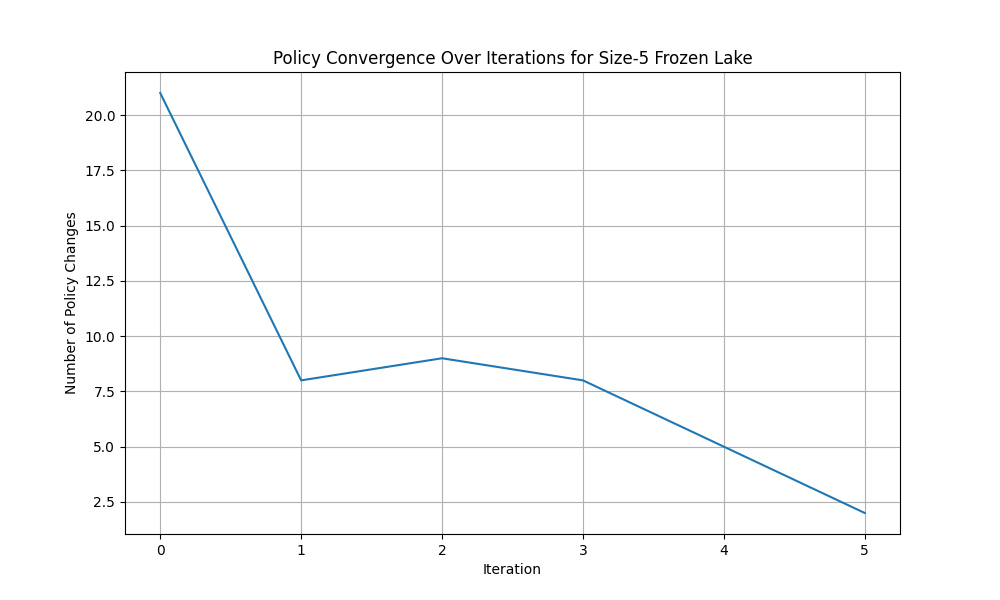 Policy Convergence Over Iterations for Size-5 Frozen Lake
Number of Policy Changes
20.0
17.5
15.0
12.5
10.0
7.5
5.0
2.5
0 1 2 3 4 5
Iteration